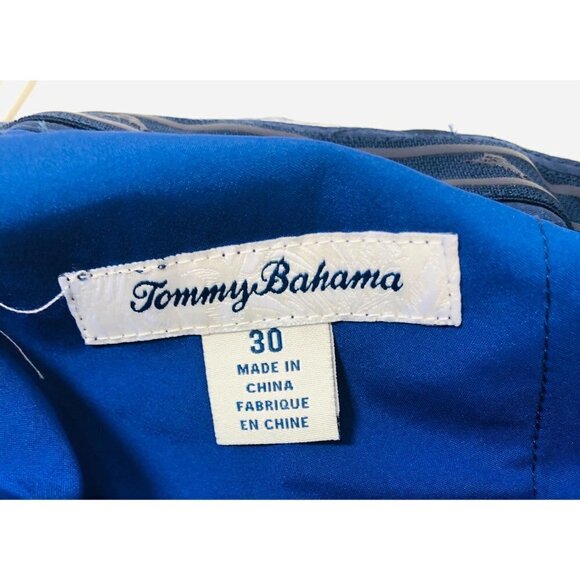 Tommy Bahama
30
MADE IN
CHINA
FABRIQUE
EN CHINE